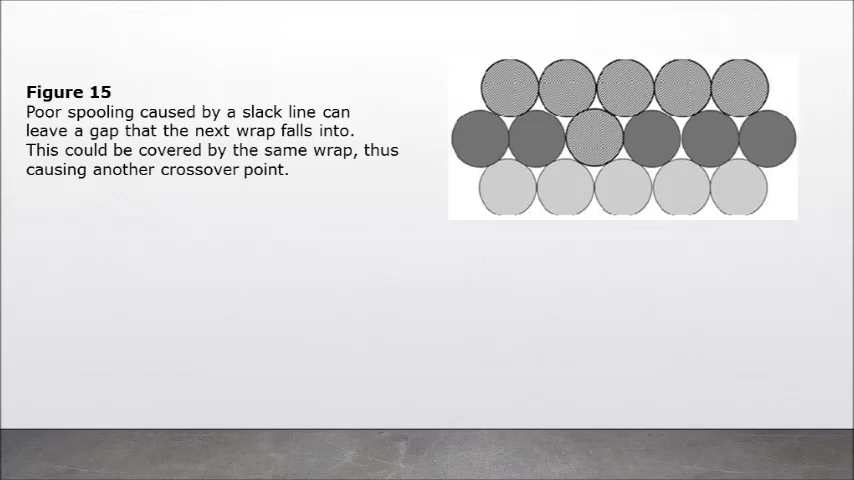 Figure 15
Poor spooling caused by a slack line can
leave a gap that the next wrap falls into.
This could be covered by the same wrap, thus
causing another crossover point.